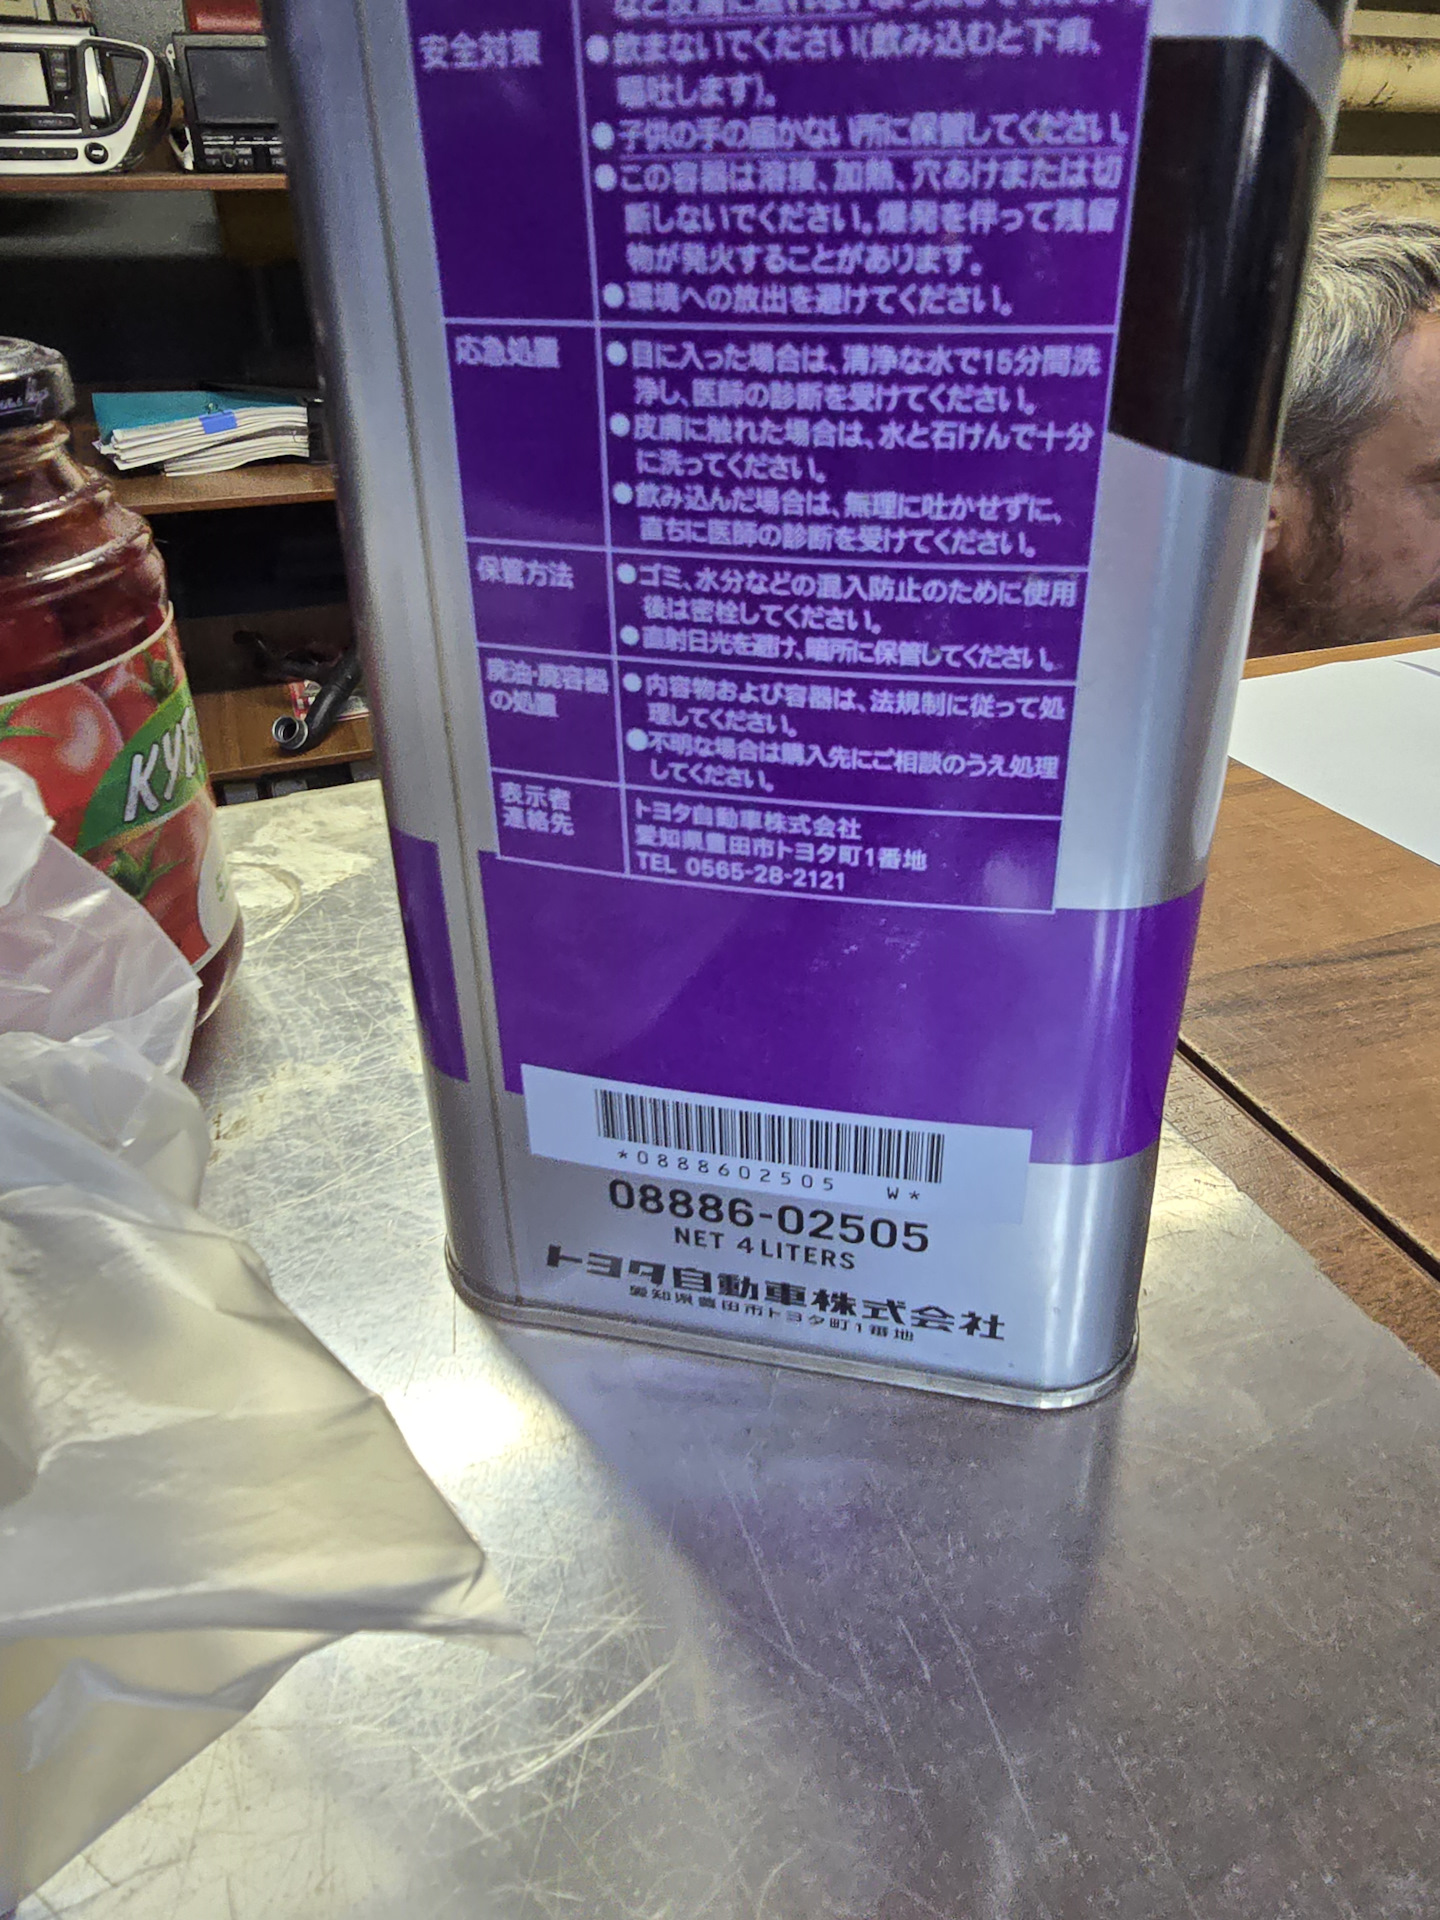 安全対策
●飲まないでください(飲み込むと下痢、
嘔吐します)。
●子供の手の届かない所に保管してください。
●この容器は溶接、加熱、穴あけまたは切
断しないでください。爆発を伴って残留
物が発火することがあります。
●環境への放出を避けてください。
応急処置
●目に入った場合は、清浄な水で15分間洗
浄し、医師の診断を受けてください。
●皮膚に触れた場合は、水と石けんで十分
に洗ってください。
●飲み込んだ場合は、無理に吐かせずに、
直ちに医師の診断を受けてください。
保管方法
●ゴミ、水分などの混入防止のために使用
後は密栓してください。
●直射日光を避け、暗所に保管してください。
廃油・廃容器
の処置
●内容物および容器は、法規制に従って処
理してください。
●不明な場合は購入先にご相談のうえ処理
してください。
表示者
連絡先
トヨタ自動車株式会社
愛知県豊田市トヨタ町1番地
TEL 0565-28-2121
*0888602505 W*
08886-02505
NET 4 LITERS
トヨタ自動車株式会社
愛知県豊田市トヨタ町1番地
КУБ